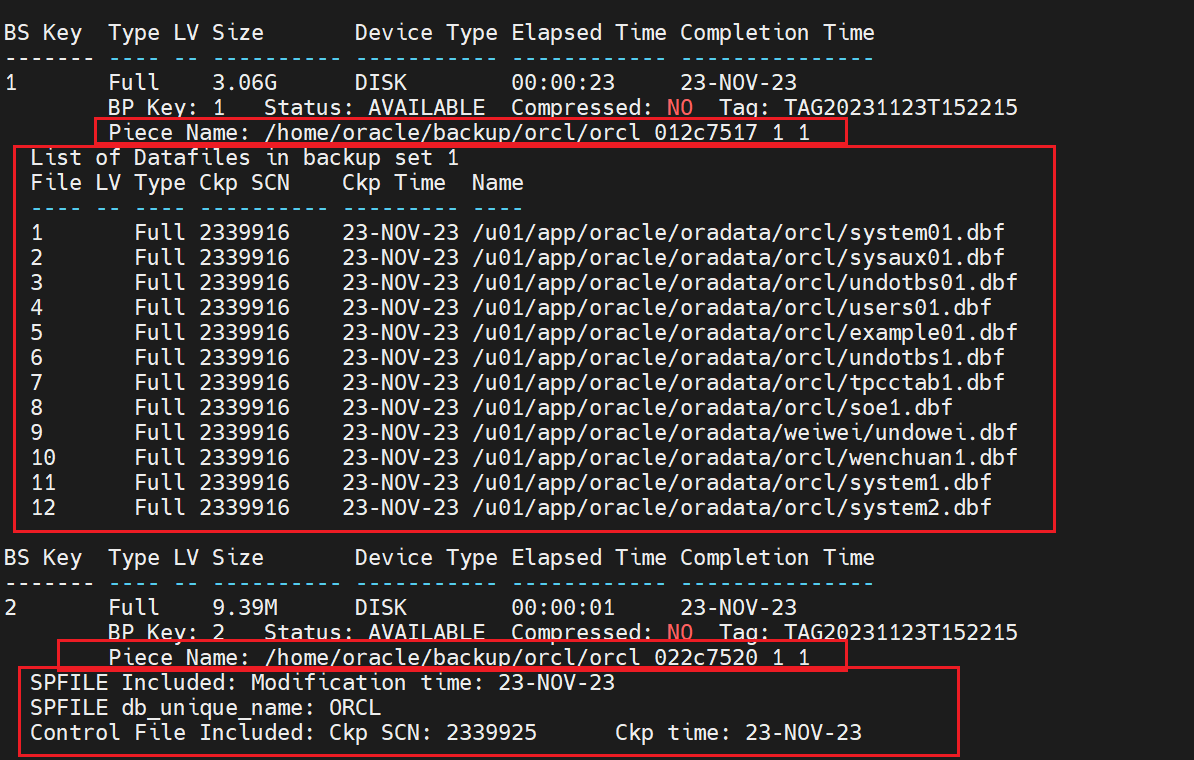 BS Key  Type LV Size       Device Type Elapsed Time Completion Time
------- ---- -- ---------- ----------- ------------ ---------------
1       Full    3.06G      DISK        00:00:23     23-NOV-23
        BP Key: 1   Status: AVAILABLE  Compressed: NO  Tag: TAG20231123T152215
        Piece Name: /home/oracle/backup/orcl/orcl_012c7517_1_1
  List of Datafiles in backup set 1
  File LV Type Ckp SCN    Ckp Time  Name
  ---- -- ---- ---------- --------- ----
  1       Full 2339916    23-NOV-23 /u01/app/oracle/oradata/orcl/system01.dbf
  2       Full 2339916    23-NOV-23 /u01/app/oracle/oradata/orcl/sysaux01.dbf
  3       Full 2339916    23-NOV-23 /u01/app/oracle/oradata/orcl/undotbs01.dbf
  4       Full 2339916    23-NOV-23 /u01/app/oracle/oradata/orcl/users01.dbf
  5       Full 2339916    23-NOV-23 /u01/app/oracle/oradata/orcl/example01.dbf
  6       Full 2339916    23-NOV-23 /u01/app/oracle/oradata/orcl/undotbs1.dbf
  7       Full 2339916    23-NOV-23 /u01/app/oracle/oradata/orcl/tpcctab1.dbf
  8       Full 2339916    23-NOV-23 /u01/app/oracle/oradata/orcl/soe1.dbf
  9       Full 2339916    23-NOV-23 /u01/app/oracle/oradata/weiwei/undowei.dbf
  10      Full 2339916    23-NOV-23 /u01/app/oracle/oradata/orcl/wenchuan1.dbf
  11      Full 2339916    23-NOV-23 /u01/app/oracle/oradata/orcl/system1.dbf
  12      Full 2339916    23-NOV-23 /u01/app/oracle/oradata/orcl/system2.dbf
BS Key  Type LV Size       Device Type Elapsed Time Completion Time
------- ---- -- ---------- ----------- ------------ ---------------
2       Full    9.39M      DISK        00:00:01     23-NOV-23
        BP Key: 2   Status: AVAILABLE  Compressed: NO  Tag: TAG20231123T152215
        Piece Name: /home/oracle/backup/orcl/orcl_022c7520_1_1
  SPFILE Included: Modification time: 23-NOV-23
  SPFILE db_unique_name: ORCL
  Control File Included: Ckp SCN: 2339925      Ckp time: 23-NOV-23